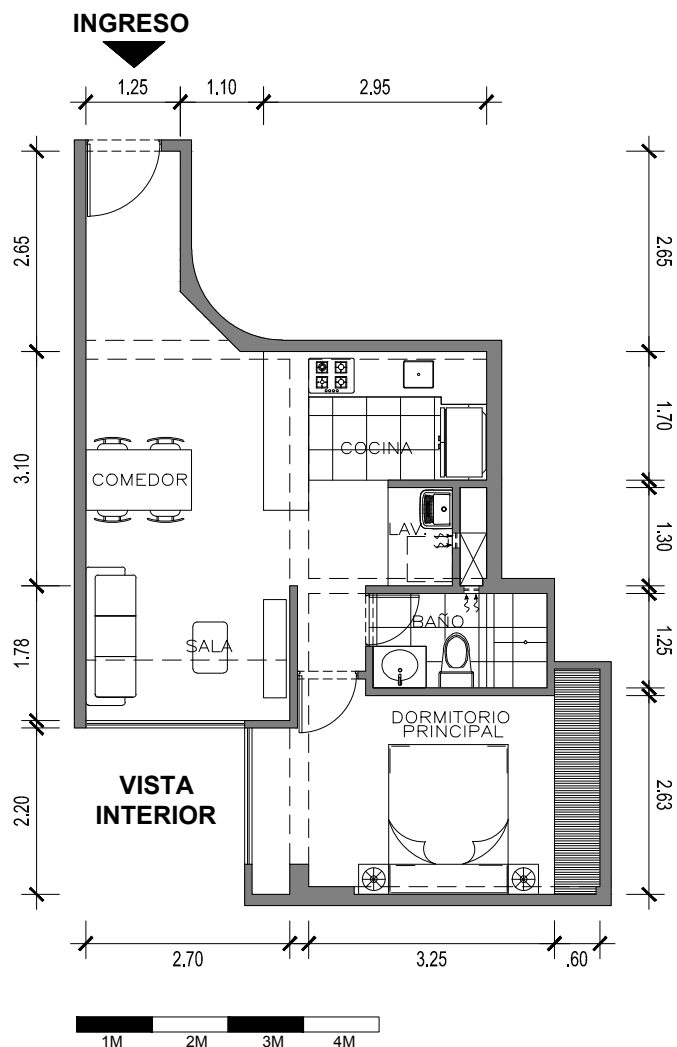 INGRESO
1.25
1.10
2.95
2.65
2.65
3.10
1.70
COCINA
COMEDOR
LAV.
1.30
BAÑO
1.78
SALA
1.25
DORMITORIO
PRINCIPAL
VISTA
INTERIOR
2.20
2.63
2.70
3.25
.60
1M
2M
3M
4M